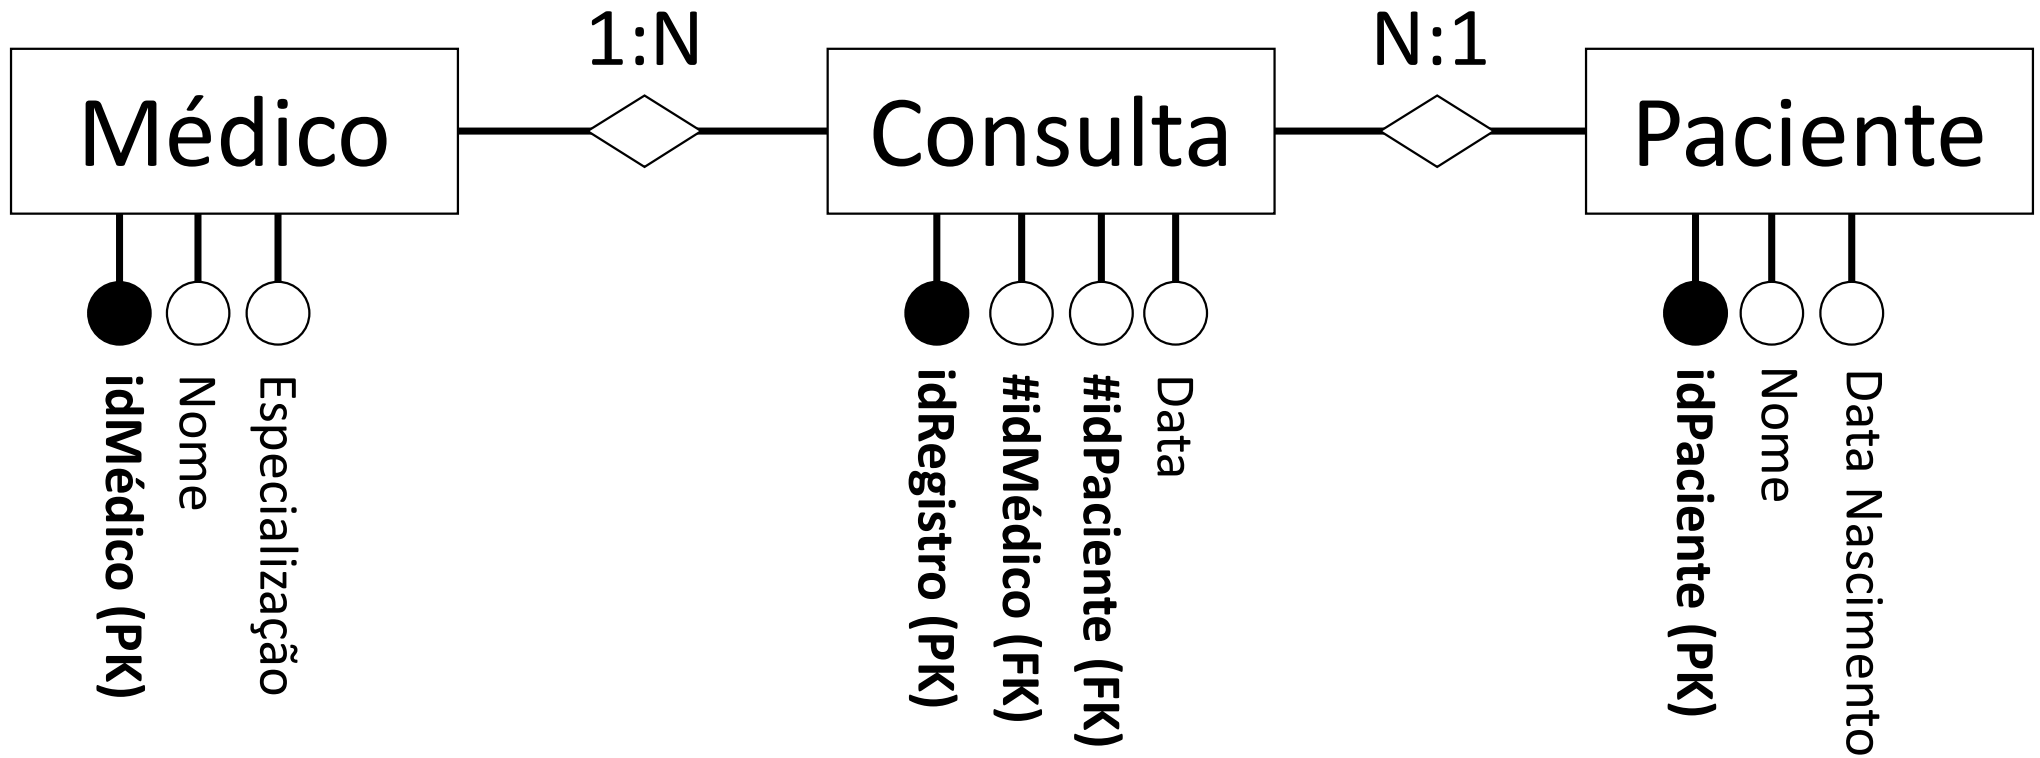 1:N
N:1
Médico
Consulta
Paciente
idMédico (PK)
Nome
Especialização
idRegistro (PK)
#idMédico (FK)
#idPaciente (FK)
Data
idPaciente (PK)
Nome
Data Nascimento